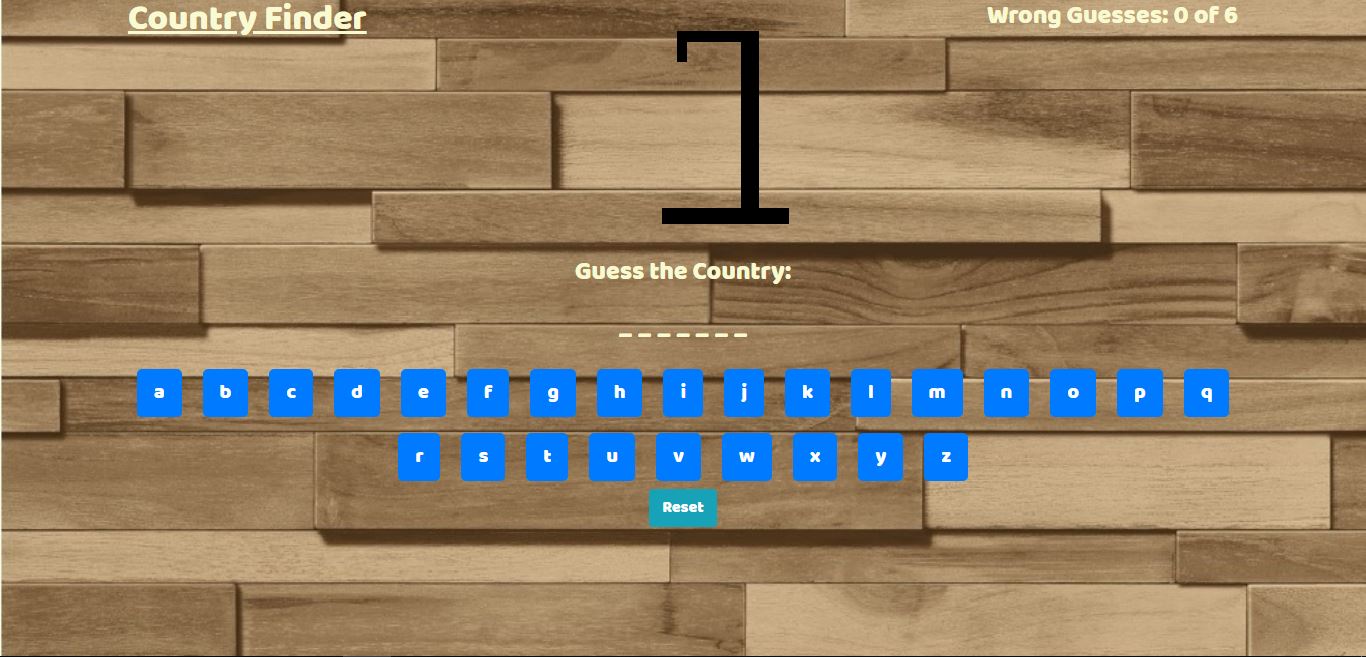 Country Finder
Wrong Guesses: 0 of 6
Guess the Country:
_ _ _ _ _ _ _
a b c d e f g h i j k l m n o p q
r s t u v w x y z
Reset